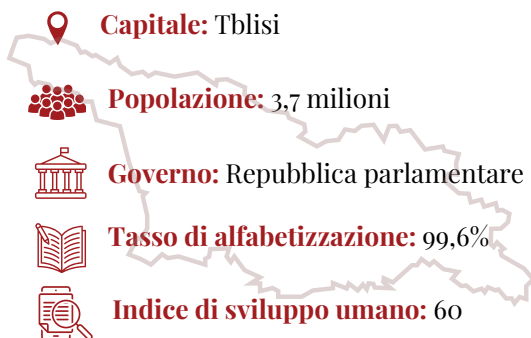 Capitale: Tblisi
Popolazione: 3,7 milioni
Governo: Repubblica parlamentare
Tasso di alfabetizzazione: 99,6%
Indice di sviluppo umano: 60